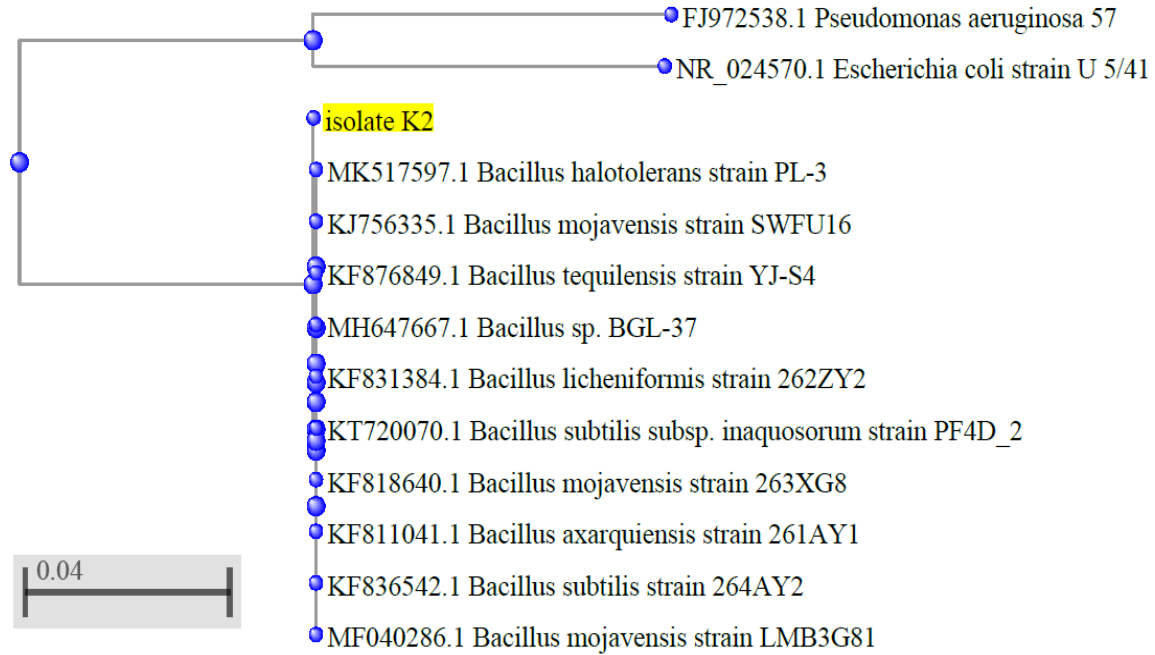 FJ972538.1 Pseudomonas aeruginosa 57
NR_024570.1 Escherichia coli strain U 5/41
isolate K2
MK517597.1 Bacillus halotolerans strain PL-3
KJ756335.1 Bacillus mojavensis strain SWFU16
KF876849.1 Bacillus tequilensis strain YJ-S4
MH647667.1 Bacillus sp. BGL-37
KF831384.1 Bacillus licheniformis strain 262ZY2
KT720070.1 Bacillus subtilis subsp. inaquosorum strain PF4D_2
KF818640.1 Bacillus mojavensis strain 263XG8
KF811041.1 Bacillus axarquiensis strain 261AY1
0.04
KF836542.1 Bacillus subtilis strain 264AY2
MF040286.1 Bacillus mojavensis strain LMB3G81